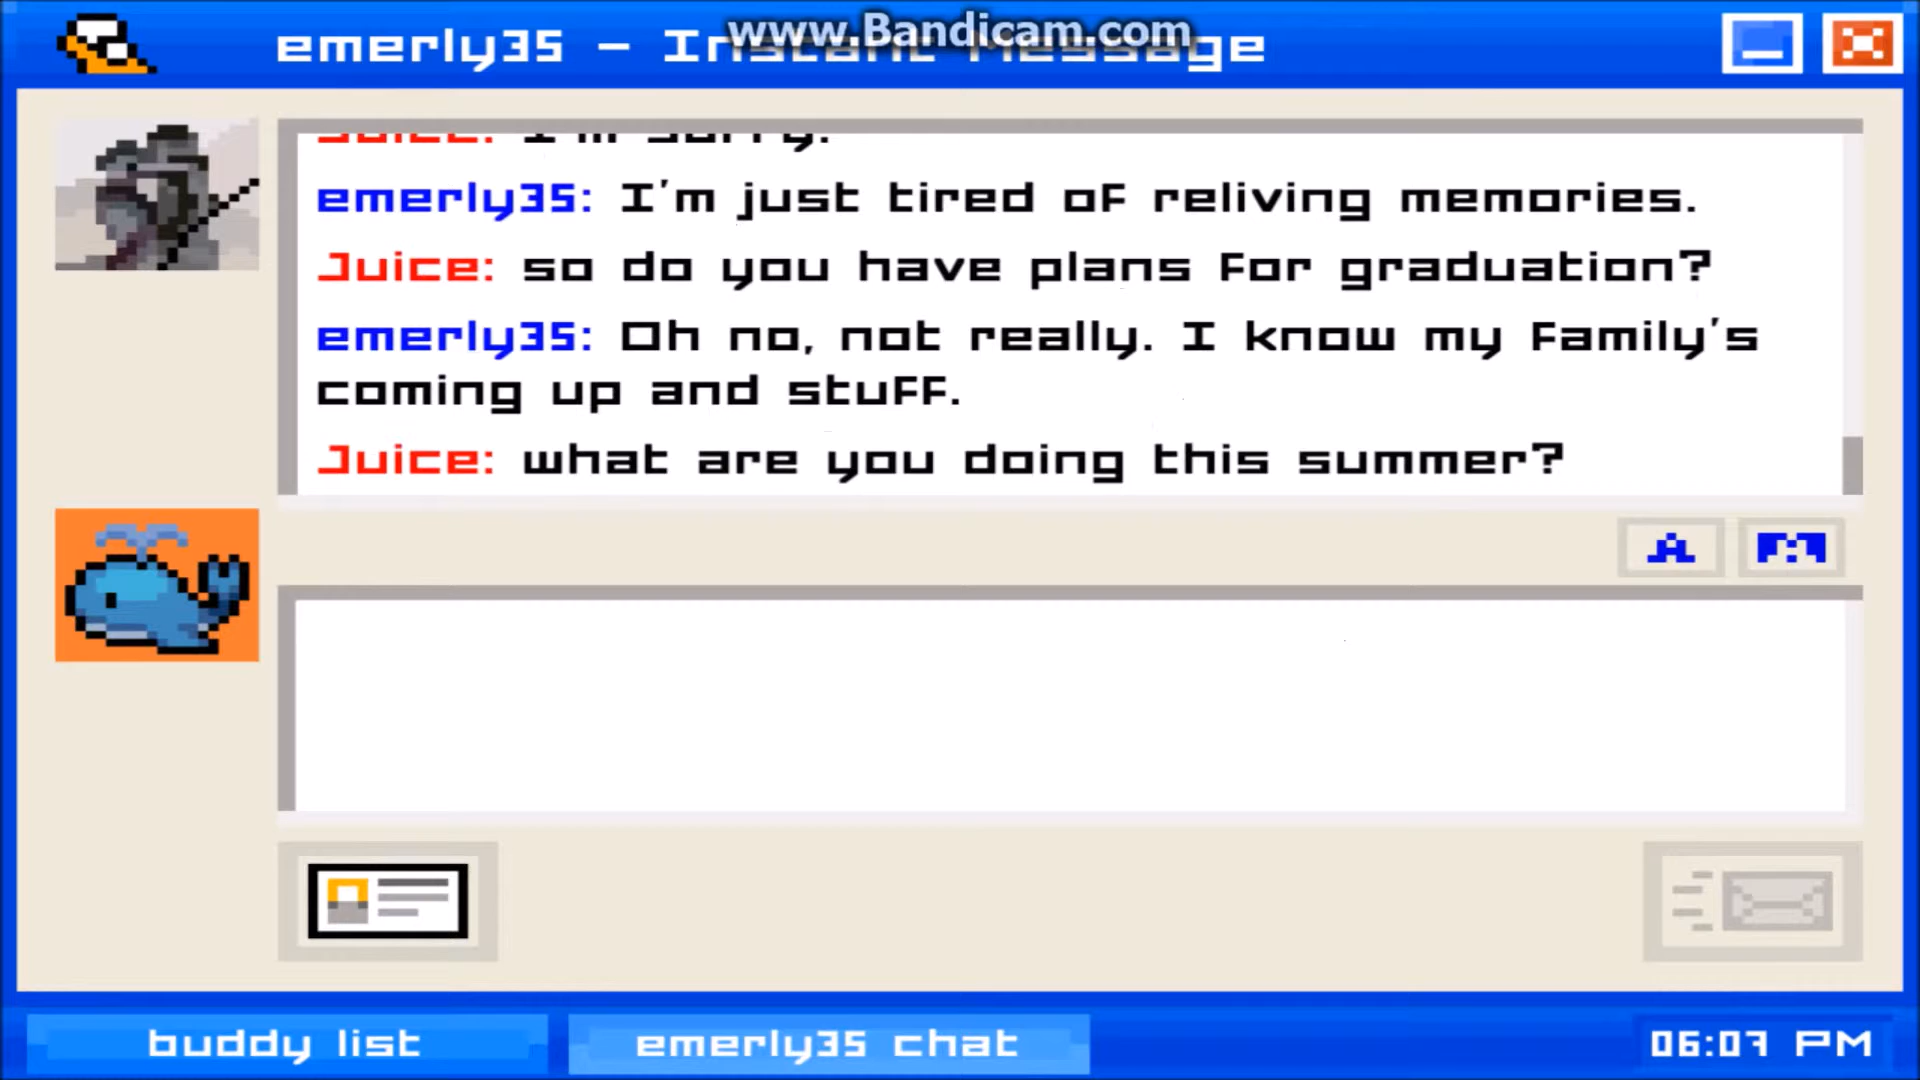 www.Bandicam.com
emerly35 - Instant Message
Juice: I'm sorry.
emerly35: I'm just tired of reliving memories.
Juice: so do you have plans for graduation?
emerly35: Oh no, not really. I know my family's
coming up and stuff.
Juice: what are you doing this summer?
A
buddy list
emerly35 chat
06:07 PM